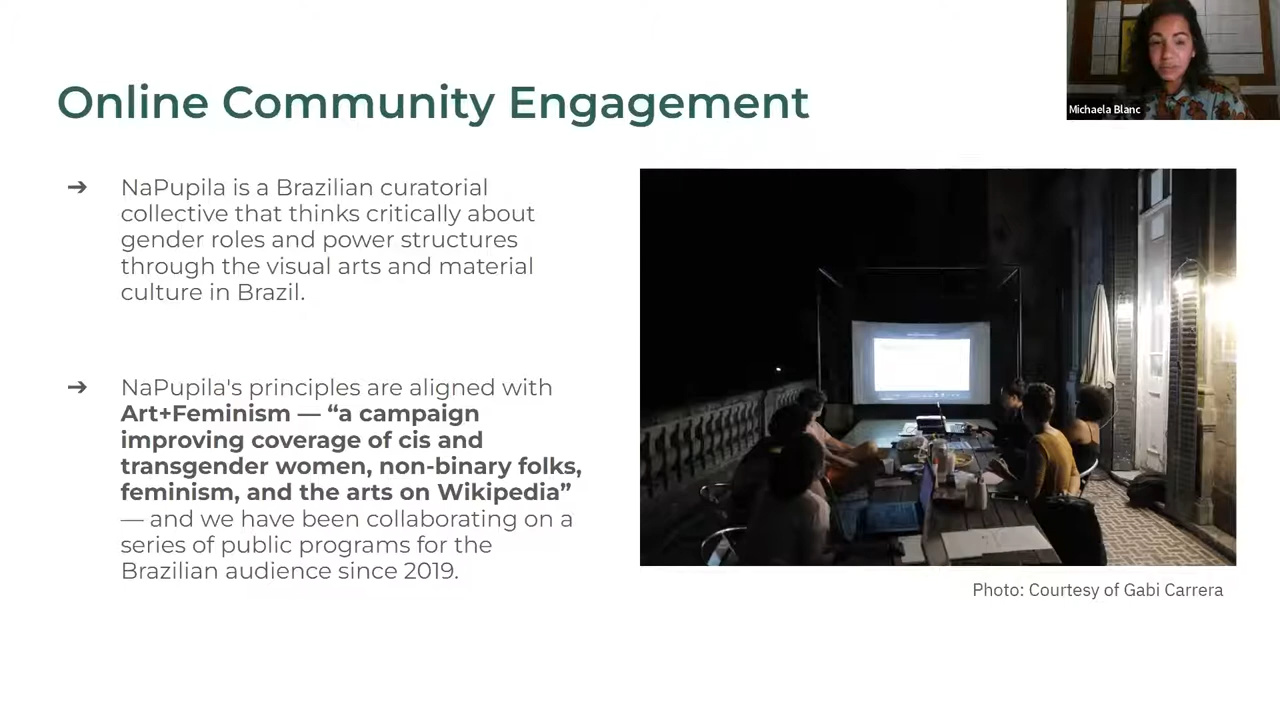 Michaela Blanc
Online Community Engagement
➔ NaPupila is a Brazilian curatorial
collective that thinks critically about
gender roles and power structures
through the visual arts and material
culture in Brazil.
➔ NaPupila's principles are aligned with
Art+Feminism — “a campaign
improving coverage of cis and
transgender women, non-binary folks,
feminism, and the arts on Wikipedia”
— and we have been collaborating on a
series of public programs for the
Brazilian audience since 2019.
Photo: Courtesy of Gabi Carrera